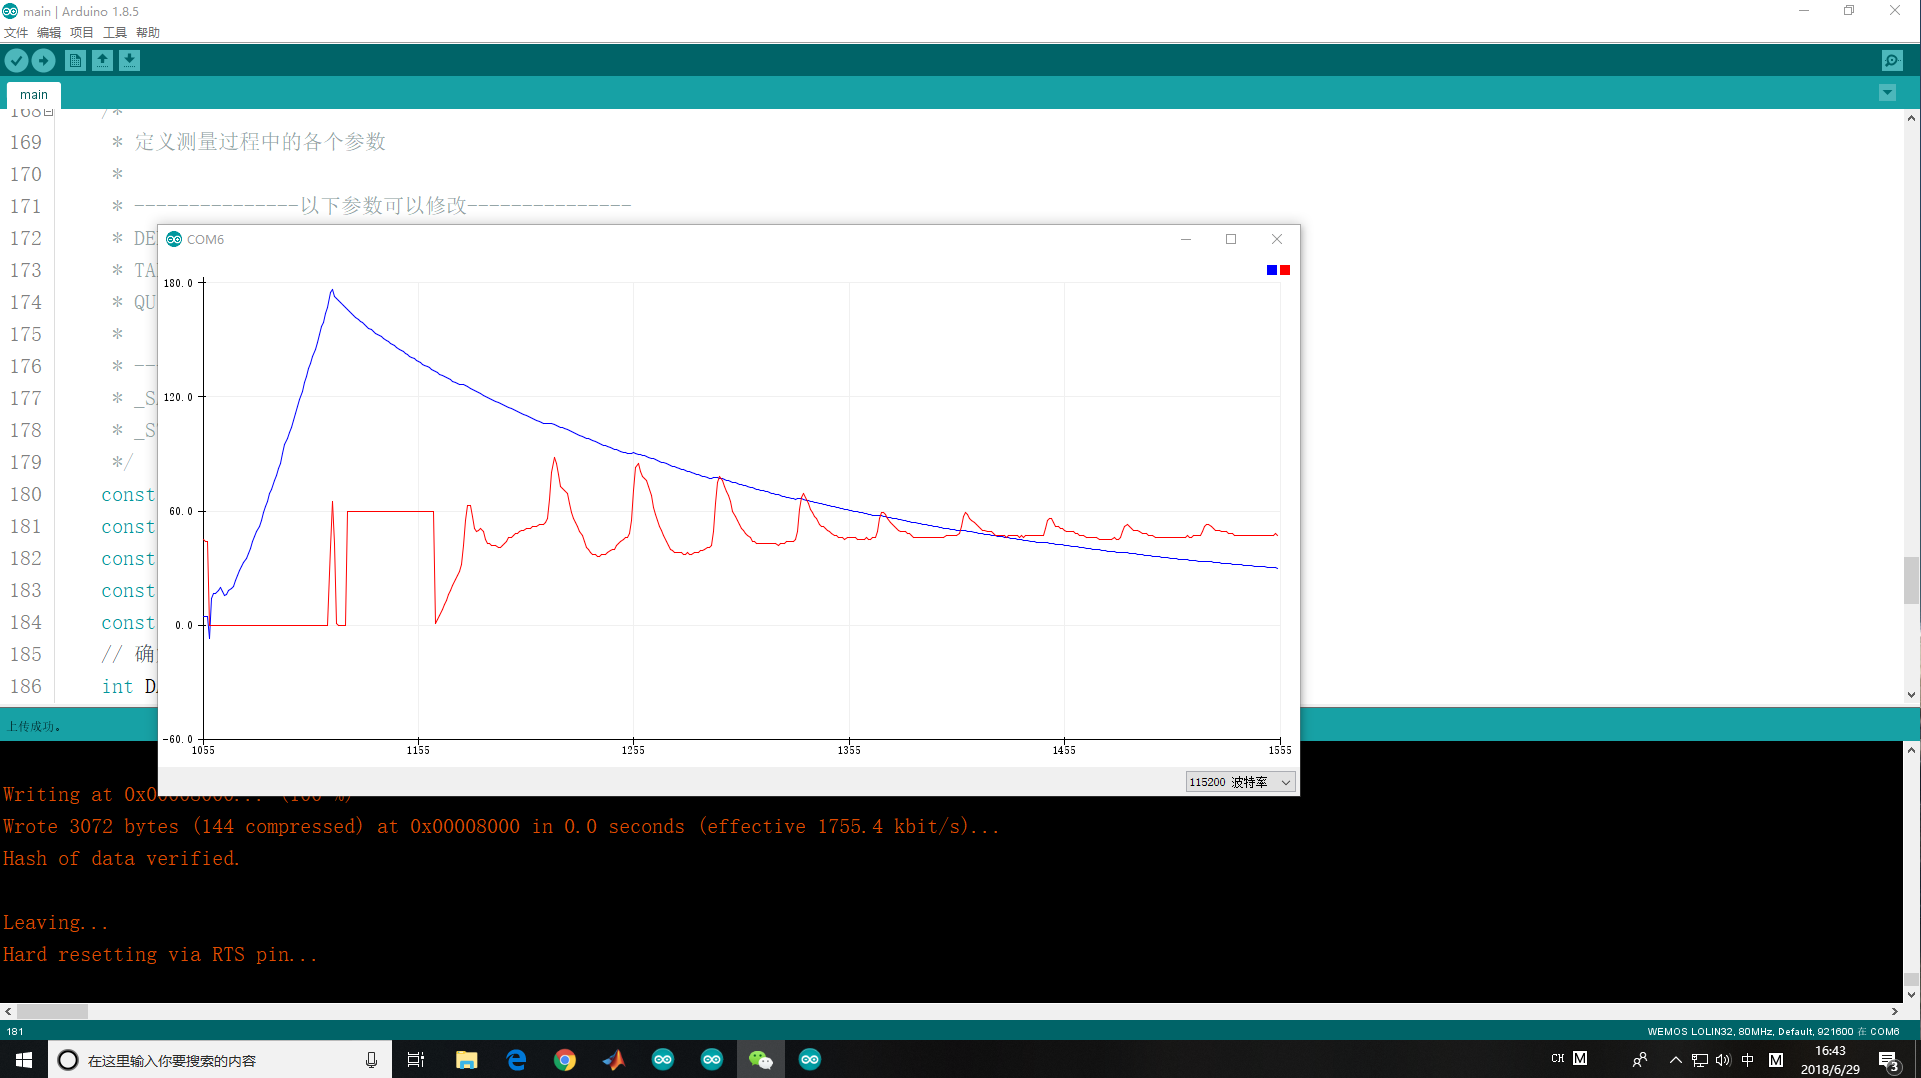 main | Arduino 1.8.5
文件 编辑 项目 工具 帮助
main
168 /*
169 * 定义测量过程中的各个参数
170 *
171 * ---------------以下参数可以修改---------------
172 * DE
173 * TA
174 * QU
175 *
176 * --
177 * _S
178 * _S
179 */
180 const
181 const
182 const
183 const
184 const
185 // 确
186 int D
COM6
180.0
120.0
60.0
0.0
-60.0
1055 1155 1255 1355 1455 1555
115200 波特率
上传成功。
Writing at 0x00008000... (100 %)
Wrote 3072 bytes (144 compressed) at 0x00008000 in 0.0 seconds (effective 1755.4 kbit/s)...
Hash of data verified.
Leaving...
Hard resetting via RTS pin...
181
WEMOS LOLIN32, 80MHz, Default, 921600 在 COM6
在这里输入你要搜索的内容
CH M
中 M
16:43
2018/6/29
3